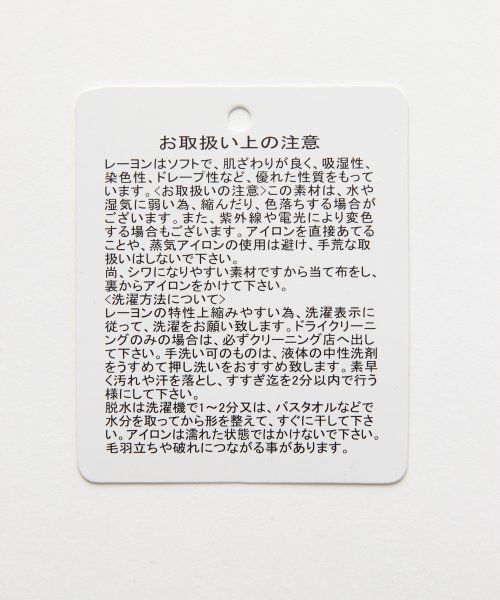 お取扱い上の注意
レーヨンはソフトで、肌ざわりが良く、吸湿性、
染色性、ドレープ性など、優れた性質をもって
います。<お取扱いの注意>この素材は、水や
湿気に弱い為、縮んだり、色落ちする場合が
ございます。また、紫外線や電光により変色
する場合もございます。アイロンを直接あてる
ことや、蒸気アイロンの使用は避け、手荒な取
扱いはしないで下さい。
尚、シワになりやすい素材ですから当て布をし、
裏からアイロンをかけて下さい。
<洗濯方法について>
レーヨンの特性上縮みやすい為、洗濯表示に
従って、洗濯をお願い致します。ドライクリーニ
ングのみの場合は、必ずクリーニング店へ出し
て下さい。手洗い可のものは、液体の中性洗剤
をうすめて押し洗いをおすすめ致します。素早
く汚れや汗を落とし、すすぎ迄を2分以内で行う
様にして下さい。
脱水は洗濯機で1〜2分又は、バスタオルなどで
水分を取ってから形を整えて、すぐに干して下さ
い。アイロンは濡れた状態ではかけないで下さい。
毛羽立ちや破れにつながる事があります。